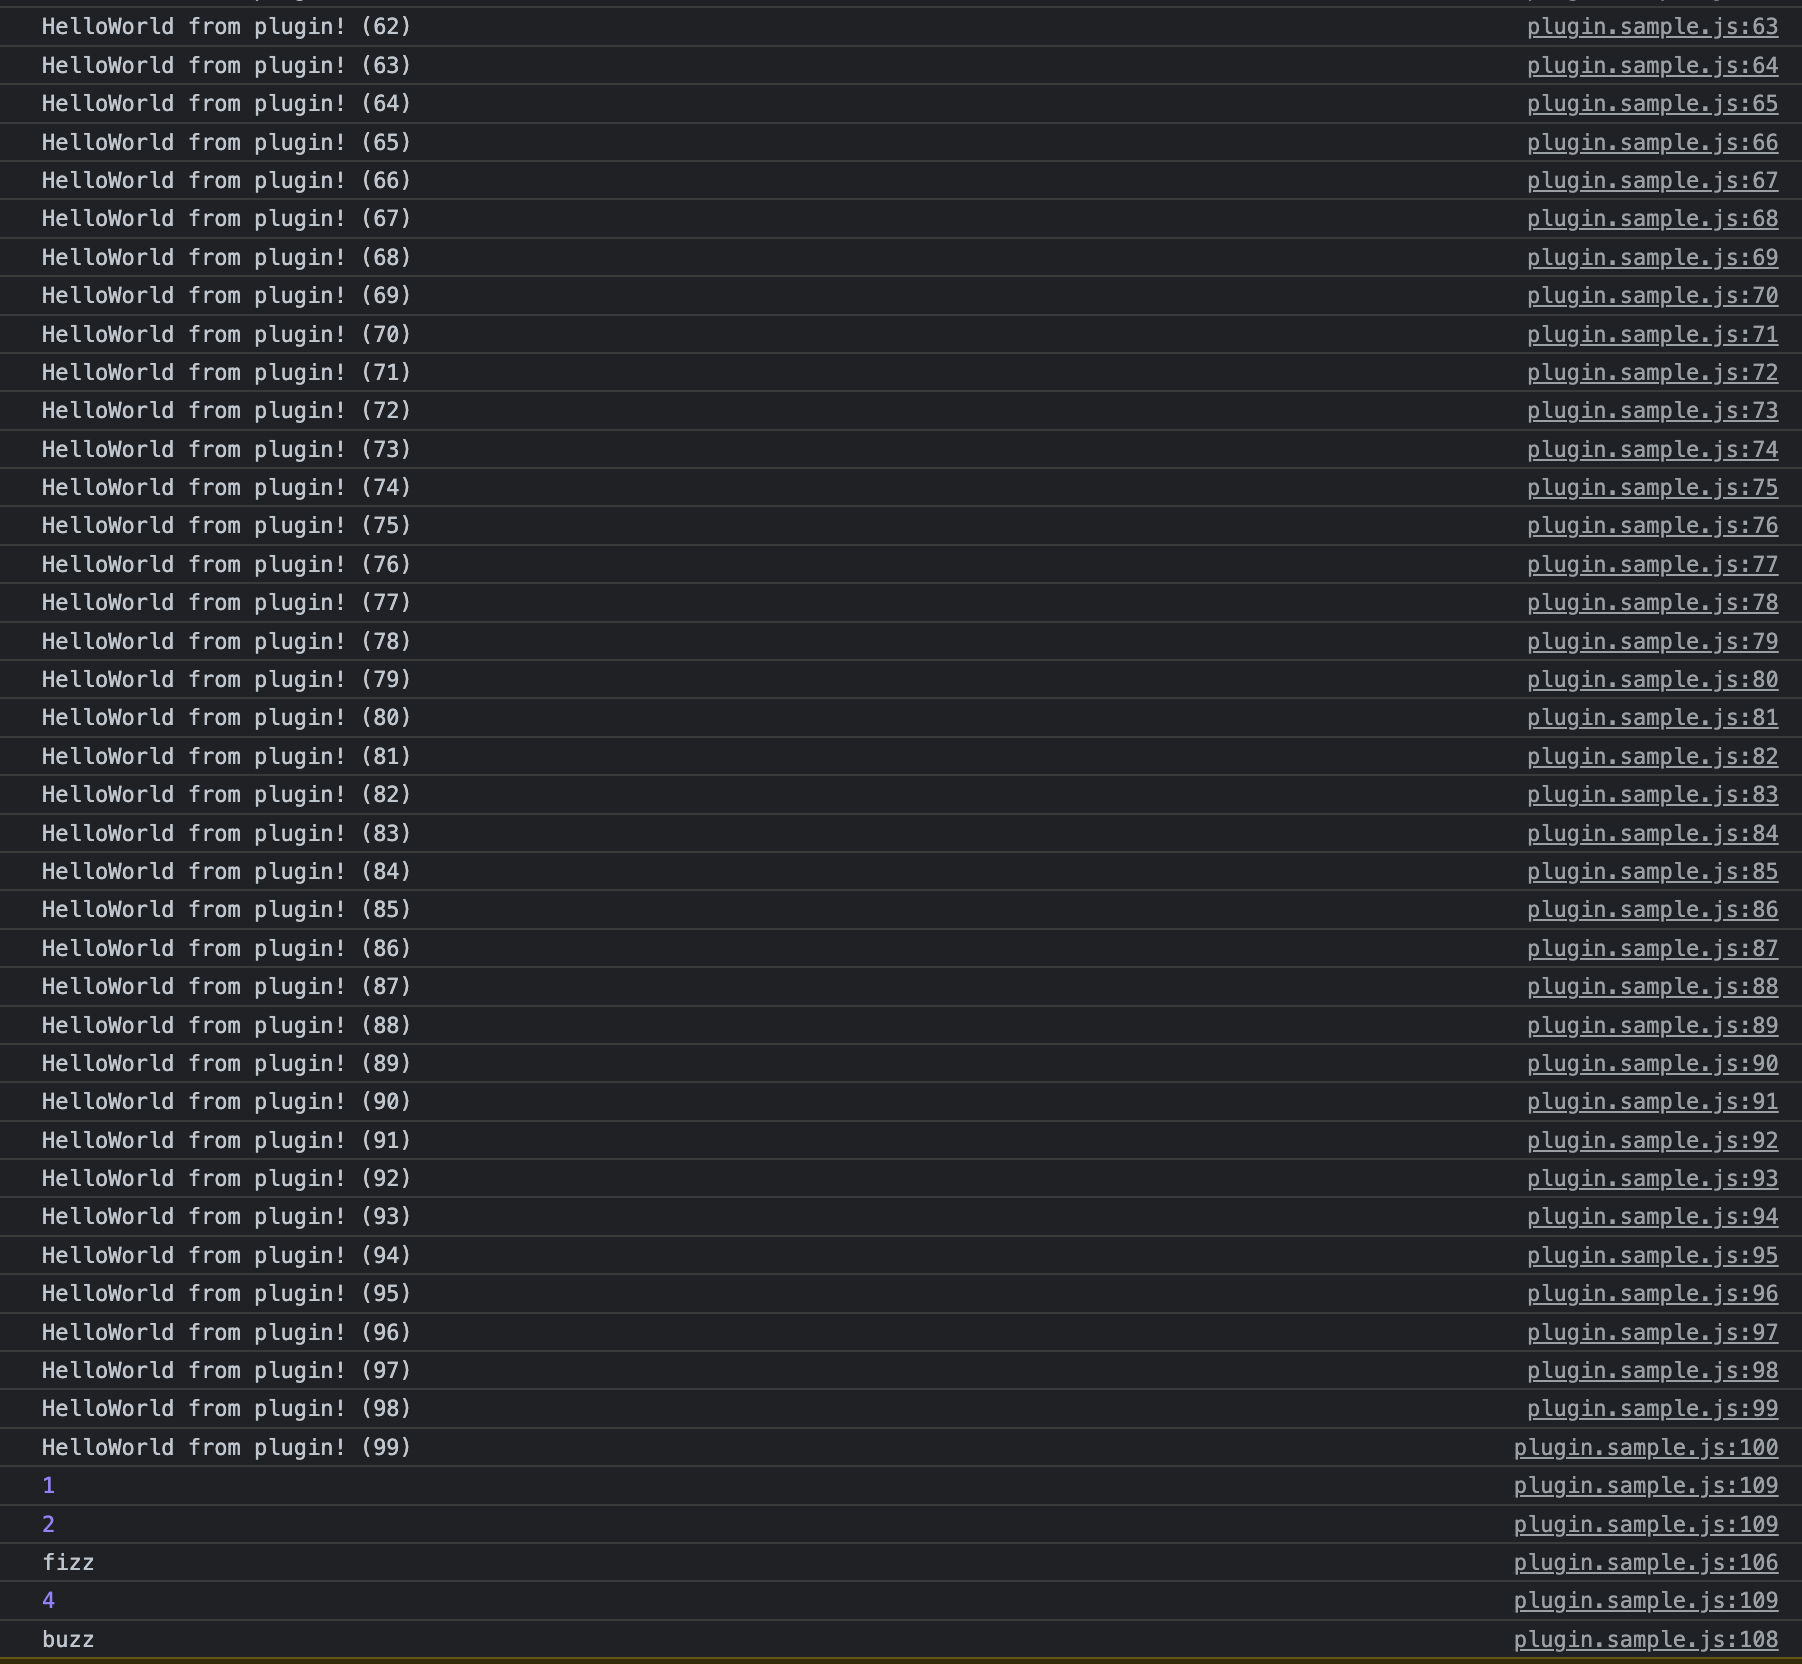 HelloWorld from plugin! (62) plugin.sample.js:63
HelloWorld from plugin! (63) plugin.sample.js:64
HelloWorld from plugin! (64) plugin.sample.js:65
HelloWorld from plugin! (65) plugin.sample.js:66
HelloWorld from plugin! (66) plugin.sample.js:67
HelloWorld from plugin! (67) plugin.sample.js:68
HelloWorld from plugin! (68) plugin.sample.js:69
HelloWorld from plugin! (69) plugin.sample.js:70
HelloWorld from plugin! (70) plugin.sample.js:71
HelloWorld from plugin! (71) plugin.sample.js:72
HelloWorld from plugin! (72) plugin.sample.js:73
HelloWorld from plugin! (73) plugin.sample.js:74
HelloWorld from plugin! (74) plugin.sample.js:75
HelloWorld from plugin! (75) plugin.sample.js:76
HelloWorld from plugin! (76) plugin.sample.js:77
HelloWorld from plugin! (77) plugin.sample.js:78
HelloWorld from plugin! (78) plugin.sample.js:79
HelloWorld from plugin! (79) plugin.sample.js:80
HelloWorld from plugin! (80) plugin.sample.js:81
HelloWorld from plugin! (81) plugin.sample.js:82
HelloWorld from plugin! (82) plugin.sample.js:83
HelloWorld from plugin! (83) plugin.sample.js:84
HelloWorld from plugin! (84) plugin.sample.js:85
HelloWorld from plugin! (85) plugin.sample.js:86
HelloWorld from plugin! (86) plugin.sample.js:87
HelloWorld from plugin! (87) plugin.sample.js:88
HelloWorld from plugin! (88) plugin.sample.js:89
HelloWorld from plugin! (89) plugin.sample.js:90
HelloWorld from plugin! (90) plugin.sample.js:91
HelloWorld from plugin! (91) plugin.sample.js:92
HelloWorld from plugin! (92) plugin.sample.js:93
HelloWorld from plugin! (93) plugin.sample.js:94
HelloWorld from plugin! (94) plugin.sample.js:95
HelloWorld from plugin! (95) plugin.sample.js:96
HelloWorld from plugin! (96) plugin.sample.js:97
HelloWorld from plugin! (97) plugin.sample.js:98
HelloWorld from plugin! (98) plugin.sample.js:99
HelloWorld from plugin! (99) plugin.sample.js:100
1 plugin.sample.js:109
2 plugin.sample.js:109
fizz plugin.sample.js:106
4 plugin.sample.js:109
buzz plugin.sample.js:108